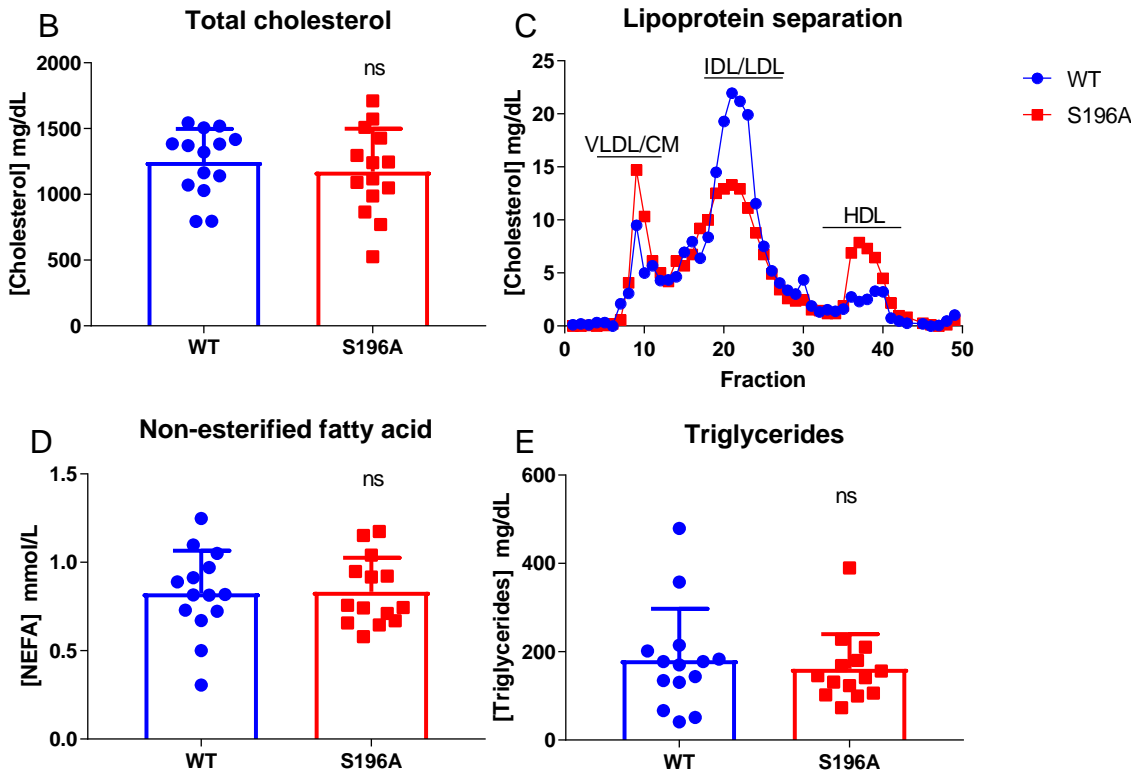 B
Total cholesterol
[Cholesterol] mg/dL
2000
1500
1000
500
0
ns
WT
S196A
C
Lipoprotein separation
[Cholesterol] mg/dL
25
20
15
10
5
0
VLDL/CM
IDL/LDL
HDL
0
10
20
30
40
50
Fraction
WT
S196A
D
Non-esterified fatty acid
[NEFA] mmol/L
1.5
1.0
0.5
0.0
ns
WT
S196A
E
Triglycerides
[Triglycerides] mg/dL
600
400
200
0
ns
WT
S196A